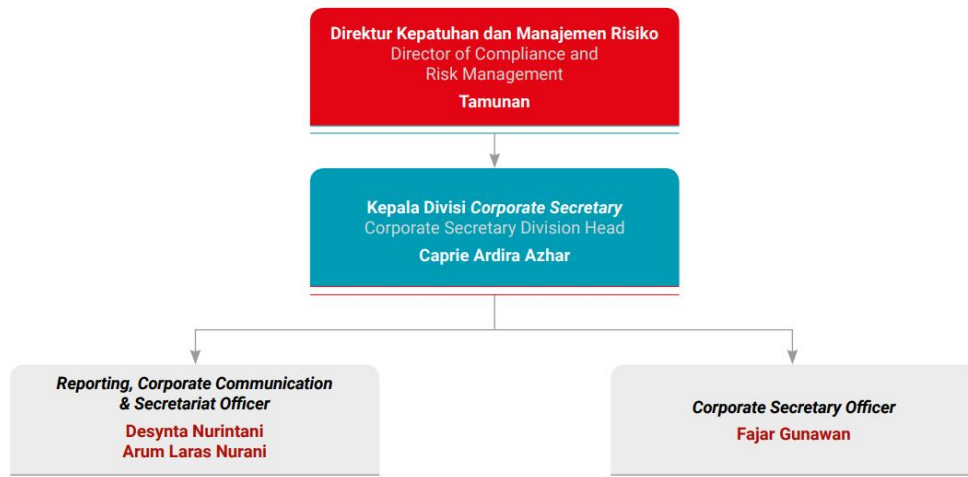 Direktur Kepatuhan dan Manajemen Risiko
Director of Compliance and
Risk Management
Tamunan
Kepala Divisi Corporate Secretary
Corporate Secretary Division Head
Caprie Ardira Azhar
Reporting, Corporate Communication
& Secretariat Officer
Desynta Nurintani
Arum Laras Nurani
Corporate Secretary Officer
Fajar Gunawan